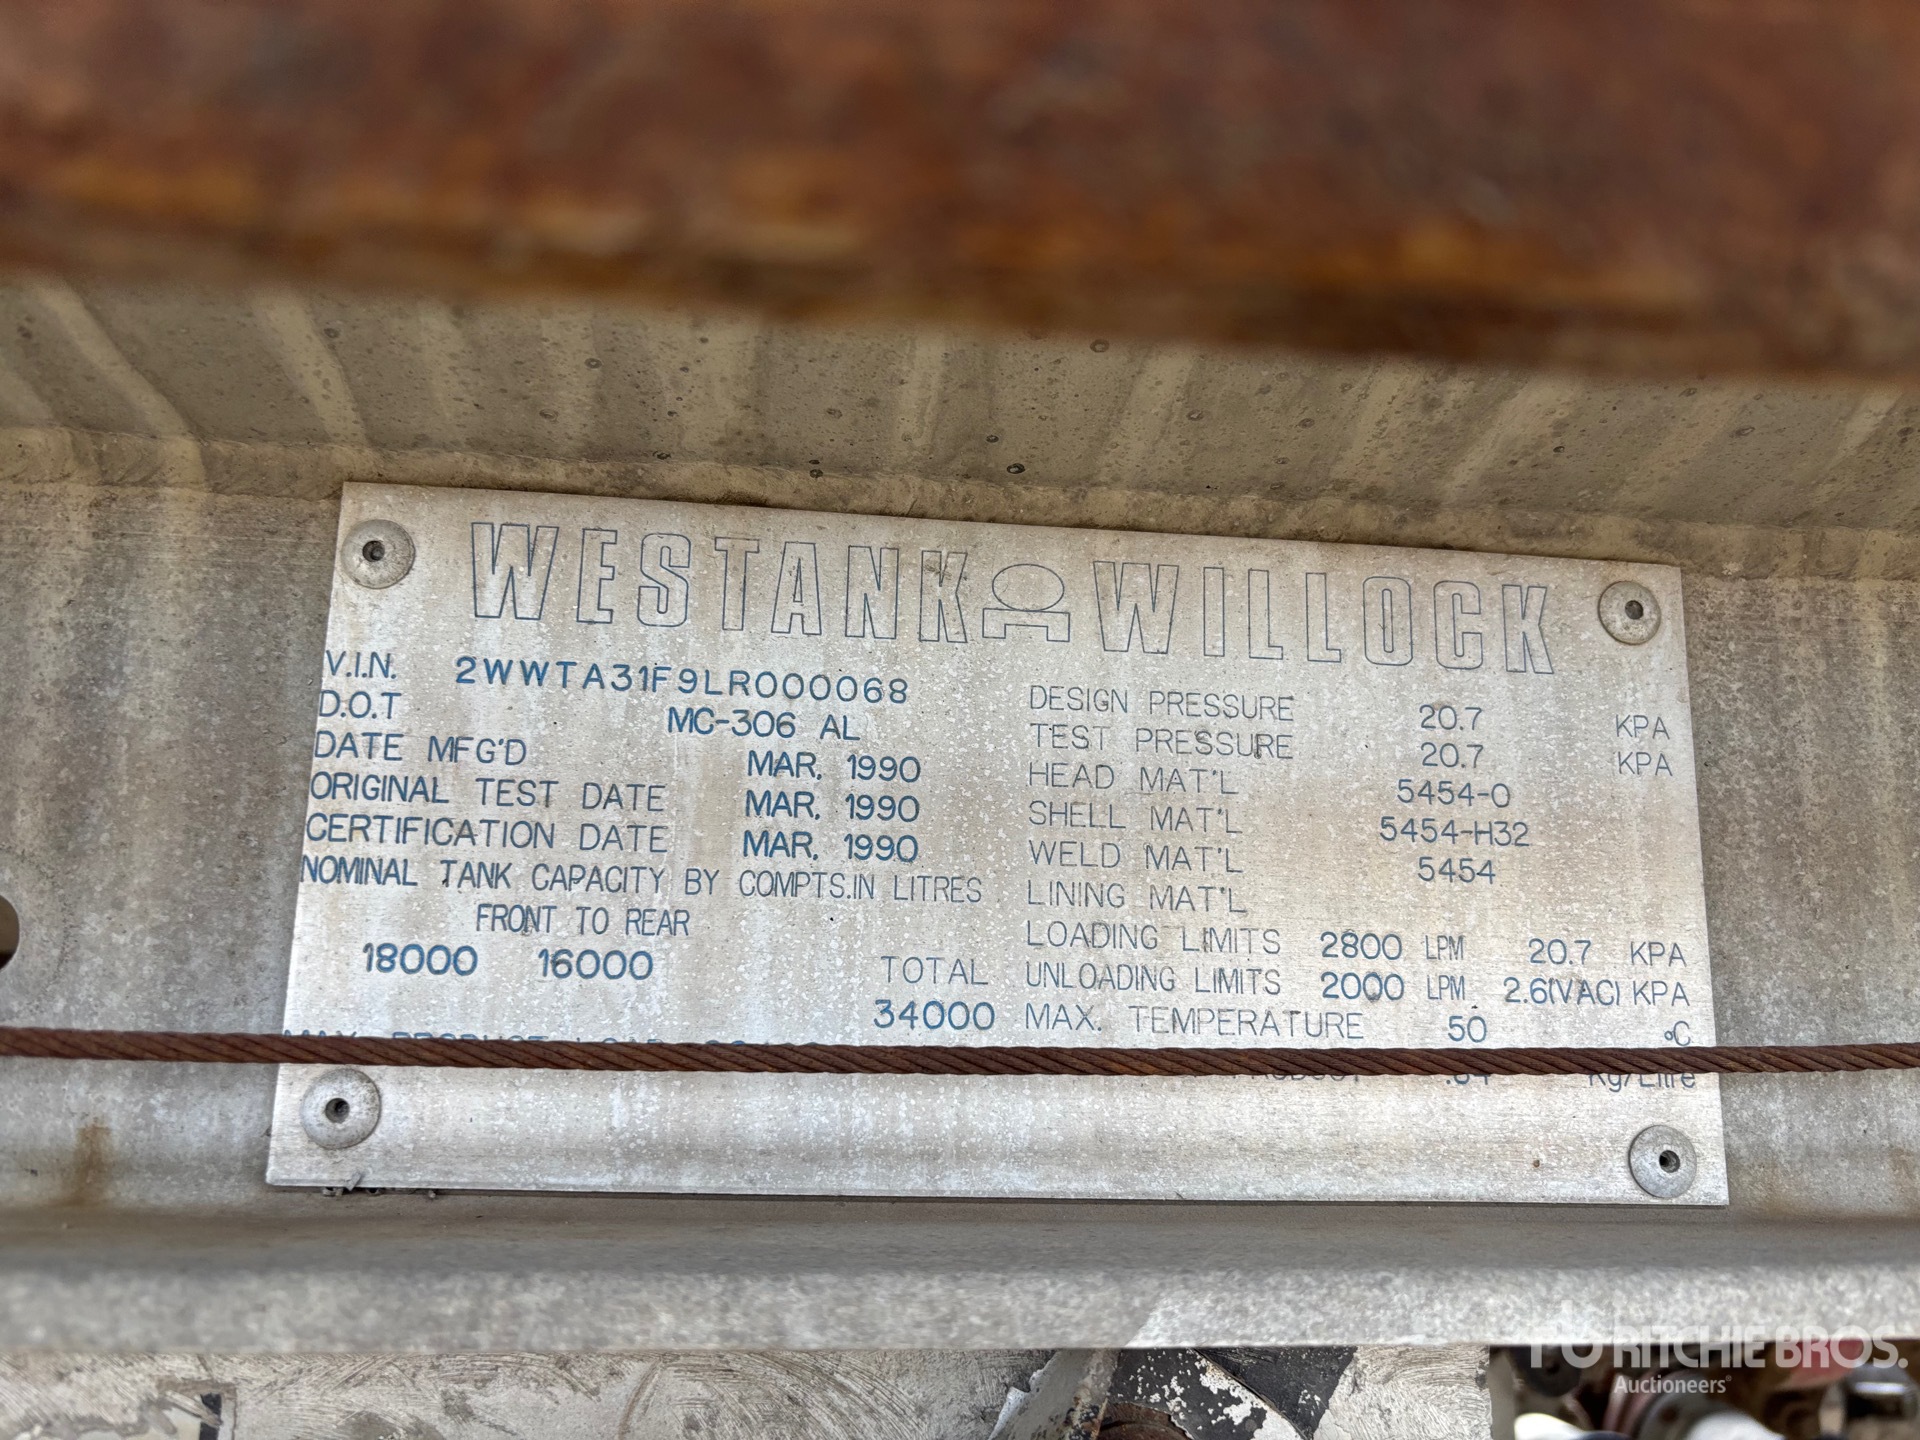 WESTANK WILLOCK
V.I.N. 2WWTA31F9LR000068
D.O.T MC-306 AL
DATE MFG'D MAR. 1990
ORIGINAL TEST DATE MAR. 1990
CERTIFICATION DATE MAR. 1990
NOMINAL TANK CAPACITY BY COMPTS.IN LITRES
FRONT TO REAR
18000 16000 TOTAL
34000
DESIGN PRESSURE 20.7 KPA
TEST PRESSURE 20.7 KPA
HEAD MAT'L 5454-O
SHELL MAT'L 5454-H32
WELD MAT'L 5454
LINING MAT'L
LOADING LIMITS 2800 LPM 20.7 KPA
UNLOADING LIMITS 2000 LPM 2.6(VAC) KPA
MAX. TEMPERATURE 50 °C
Kg/Litre
RITCHIE BROS.
Auctioneers